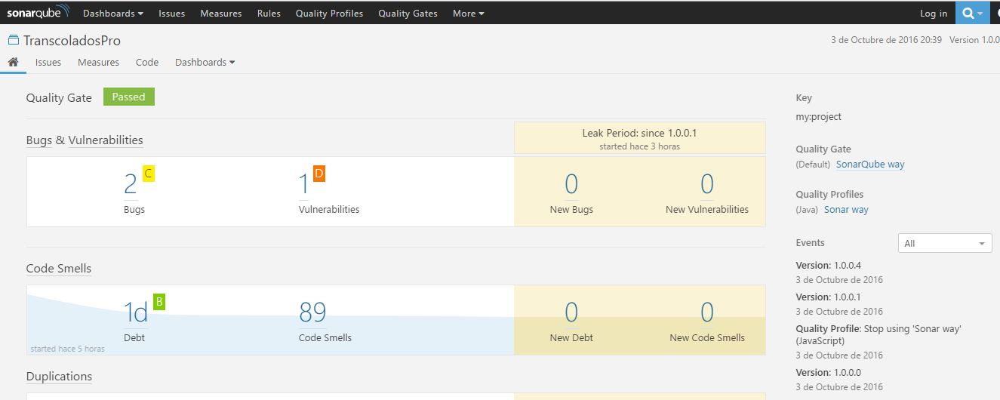 sonarqube Dashboards Issues Measures Rules Quality Profiles Quality Gates More Log in
TranscoladosPro
3 de Octubre de 2016 20:39 Version 1.0.0
Issues Measures Code Dashboards
Quality Gate Passed
Bugs & Vulnerabilities
Leak Period: since 1.0.0.1
started hace 3 horas
2 C 1 D 0 0
Bugs Vulnerabilities New Bugs New Vulnerabilities
Code Smells
1d B 89 0 0
Debt Code Smells New Debt New Code Smells
started hace 5 horas
Duplications
Key
my:project
Quality Gate
(Default) SonarQube way
Quality Profiles
(Java) Sonar way
Events All
Version: 1.0.0.4
3 de Octubre de 2016
Version: 1.0.0.1
3 de Octubre de 2016
Quality Profile: Stop using 'Sonar way'
(JavaScript)
3 de Octubre de 2016
Version: 1.0.0.0
3 de Octubre de 2016